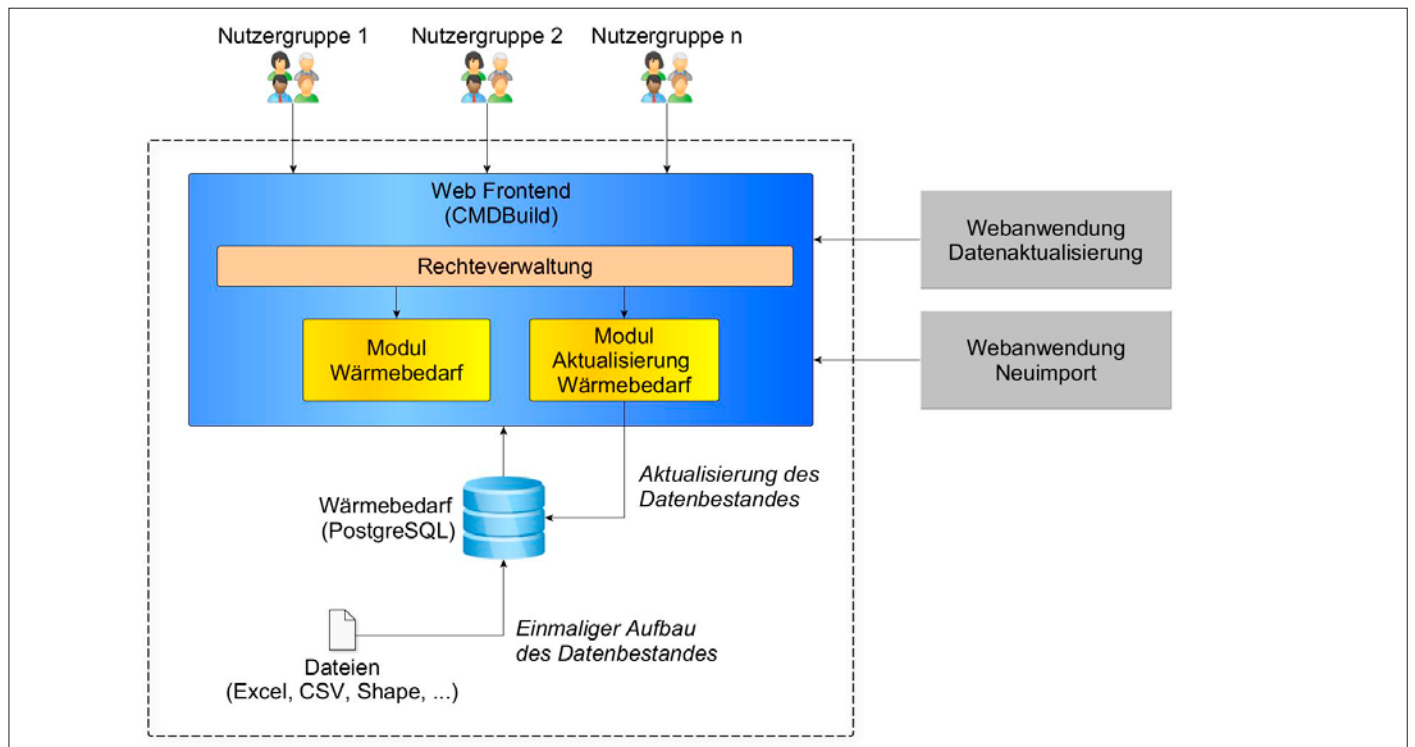 Nutzergruppe 1
Nutzergruppe 2
Nutzergruppe n
Web Frontend
(CMDBuild)
Rechteverwaltung
Modul
Wärmebedarf
Modul
Aktualisierung
Wärmebedarf
Webanwendung
Datenaktualisierung
Webanwendung
Neuimport
Wärmebedarf
(PostgreSQL)
Aktualisierung des
Datenbestandes
Einmaliger Aufbau
des Datenbestandes
Dateien
(Excel, CSV, Shape, ...)